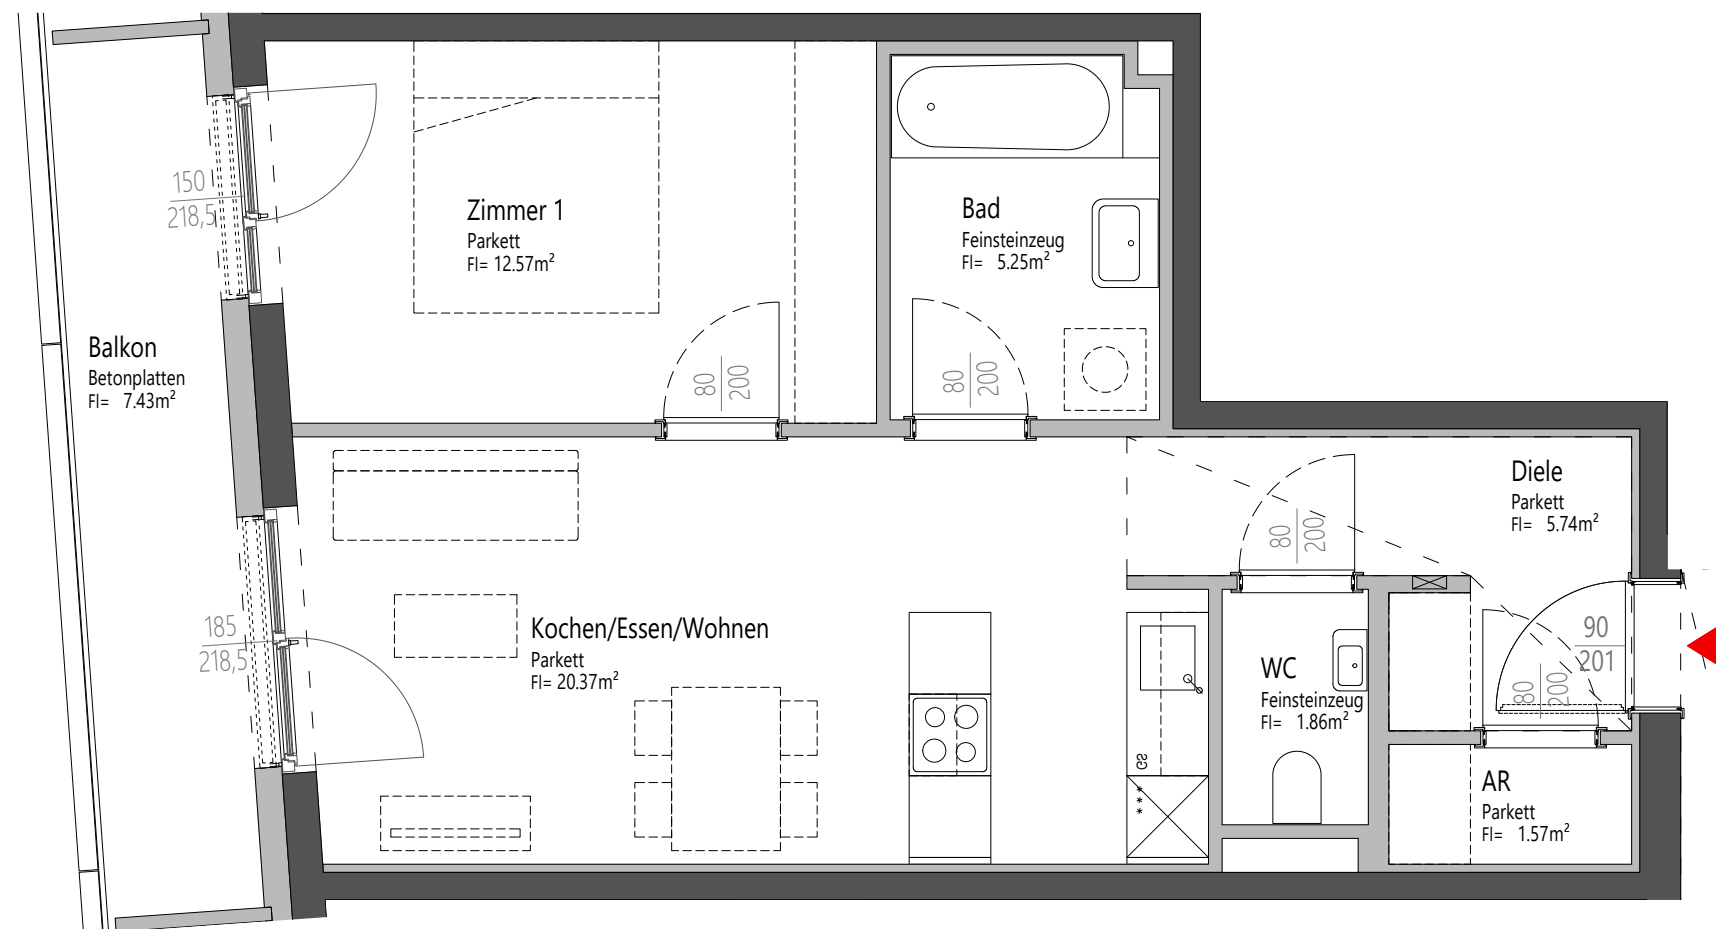 150
218,5
Zimmer 1
Parkett
Fl= 12.57m²
Bad
Feinsteinzeug
Fl= 5.25m²
Balkon
Betonplatten
Fl= 7.43m²
80
200
80
200
Diele
Parkett
Fl= 5.74m²
80
200
185
218,5
Kochen/Essen/Wohnen
Parkett
Fl= 20.37m²
WC
Feinsteinzeug
Fl= 1.86m²
90
201
80
200
GS
***
AR
Parkett
Fl= 1.57m²